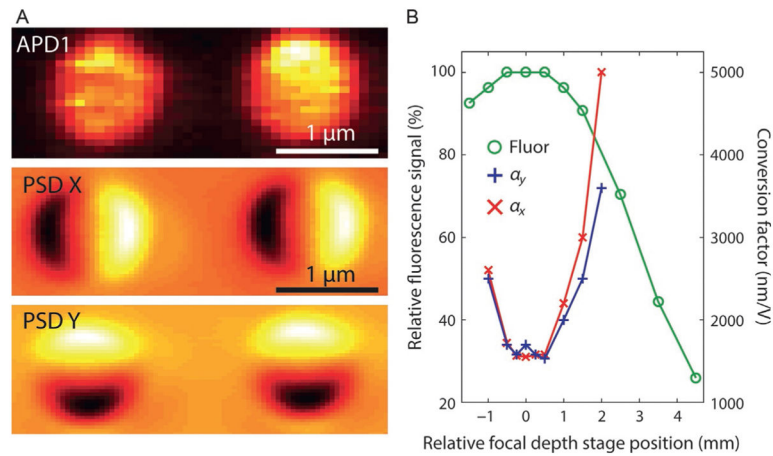 A
APD1
1 μm
PSD X
1 μm
PSD Y
B
Relative fluorescence signal (%)
100
80
60
40
20
Fluor
αy
αx
5000
4000
3000
2000
1000
Conversion factor (nm/V)
−1 0 1 2 3 4
Relative focal depth stage position (mm)